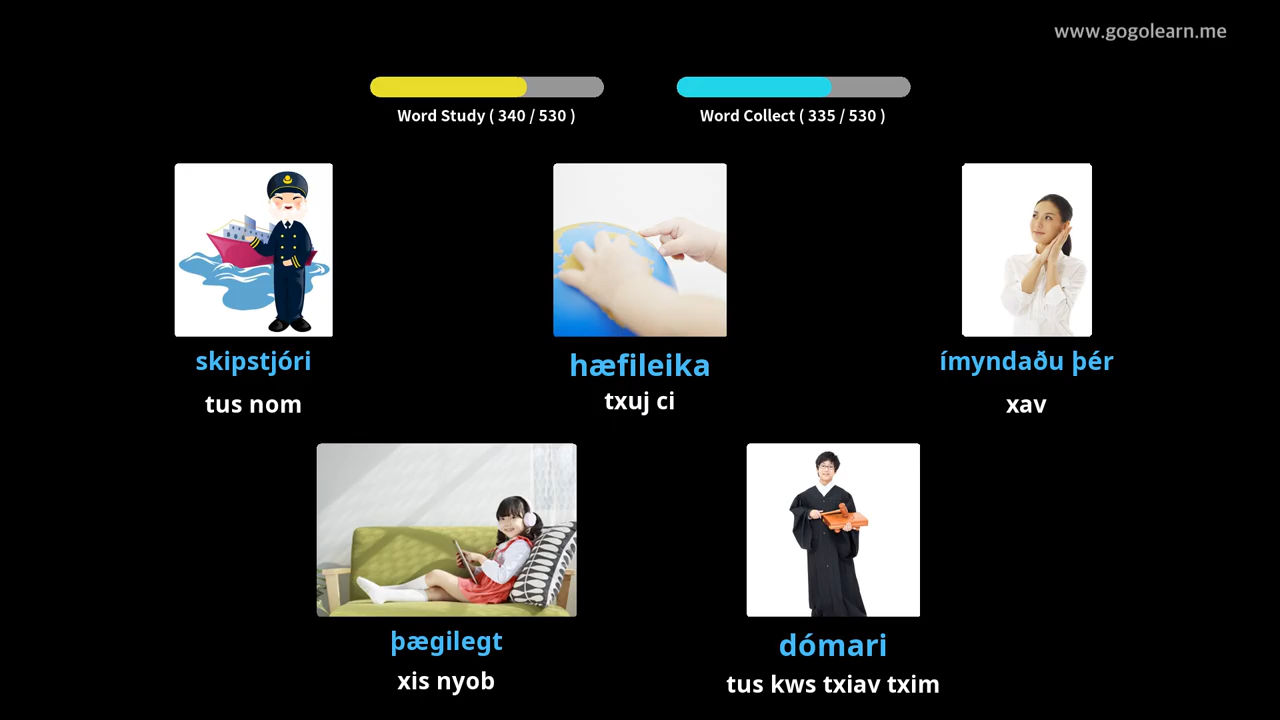 www.gogolearn.me
Word Study ( 340 / 530 )
Word Collect ( 335 / 530 )
skipstjóri
tus nom
hæfileika
txuj ci
ímyndaðu þér
xav
þægilegt
xis nyob
dómari
tus kws txiav txim